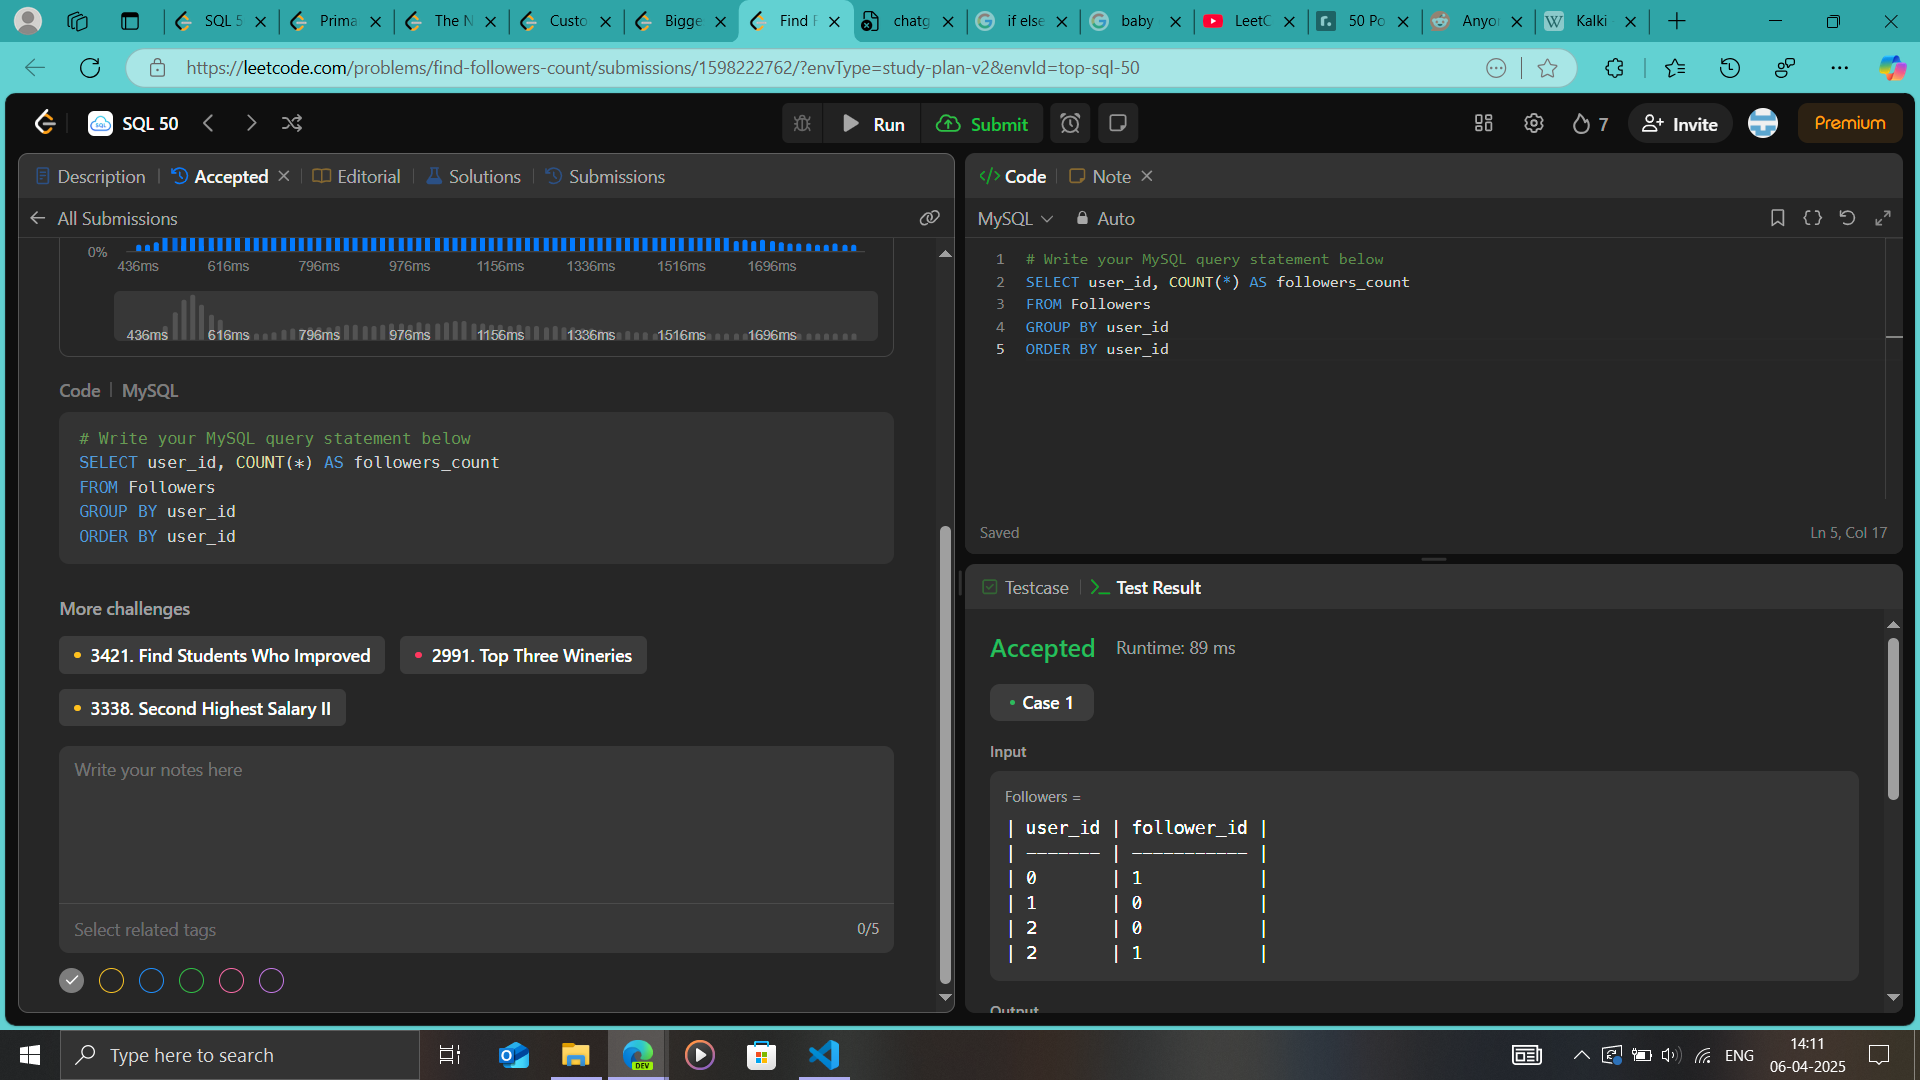 SQL 5
Prima
The N
Custo
Bigge
Find F
chatg
if else
baby
LeetC
50 Po
Anyor
Kalki
https://leetcode.com/problems/find-followers-count/submissions/1598222762/?envType=study-plan-v2&envId=top-sql-50
SQL 50
Run
Submit
7
Invite
Premium
Description
Accepted
Editorial
Solutions
Submissions
All Submissions
0%
436ms 616ms 796ms 976ms 1156ms 1336ms 1516ms 1696ms
436ms 616ms 796ms 976ms 1156ms 1336ms 1516ms 1696ms
Code | MySQL
# Write your MySQL query statement below
SELECT user_id, COUNT(*) AS followers_count
FROM Followers
GROUP BY user_id
ORDER BY user_id
More challenges
3421. Find Students Who Improved
2991. Top Three Wineries
3338. Second Highest Salary II
Write your notes here
Select related tags
0/5
</> Code
Note
MySQL
Auto
1 # Write your MySQL query statement below
2 SELECT user_id, COUNT(*) AS followers_count
3 FROM Followers
4 GROUP BY user_id
5 ORDER BY user_id
Saved
Ln 5, Col 17
Testcase
Test Result
Accepted Runtime: 89 ms
Case 1
Input
Followers =
| user_id | follower_id |
| ------- | ----------- |
| 0 | 1 |
| 1 | 0 |
| 2 | 0 |
| 2 | 1 |
Output
Type here to search
DEV
ENG
14:11
06-04-2025